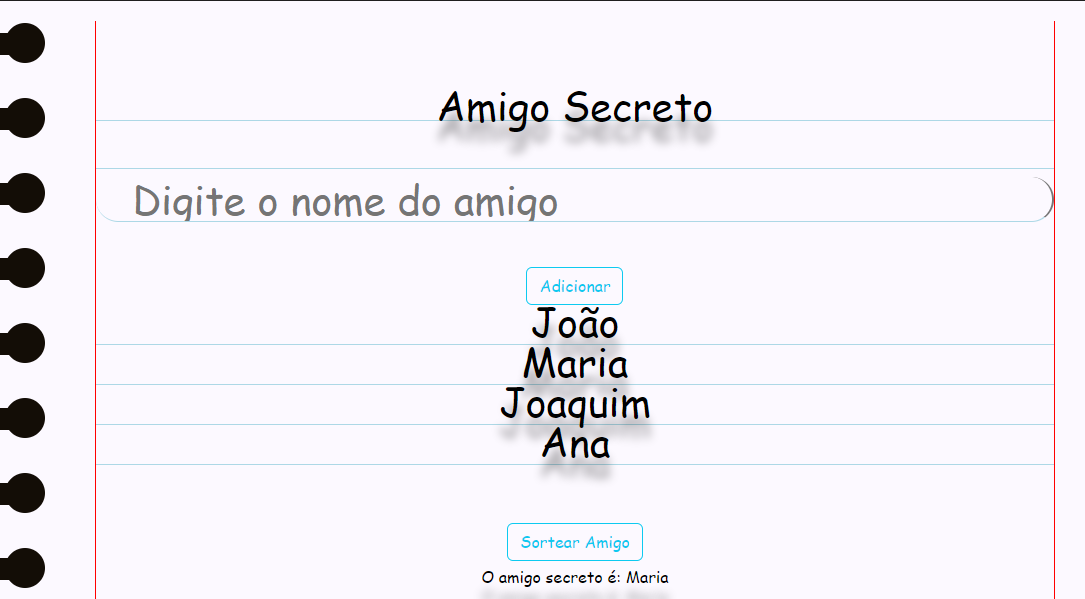 Amigo Secreto
Digite o nome do amigo
Adicionar
João
Maria
Joaquim
Ana
Sortear Amigo
O amigo secreto é: Maria